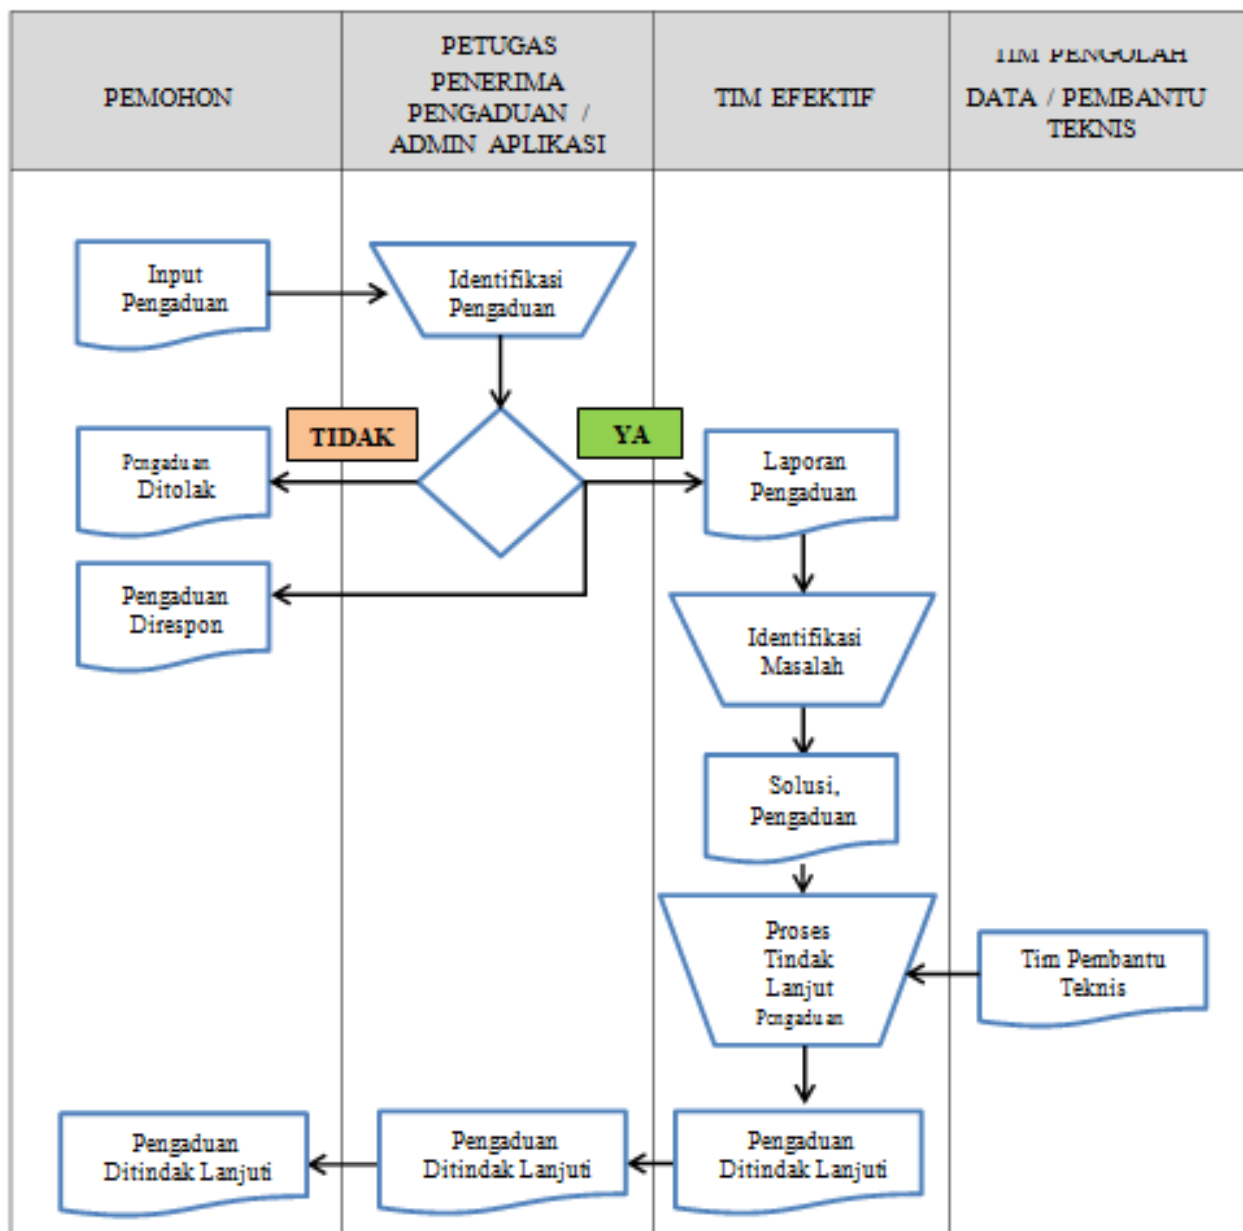 PEMOHON
PETUGAS
PENERIMA
PENGADUAN /
ADMIN APLIKASI
TIM EFEKTIF
TIM PENGOLAH
DATA / PEMBANTU
TEKNIS
Input
Pengaduan
Identifikasi
Pengaduan
TIDAK
YA
Pengaduan
Ditolak
Laporan
Pengaduan
Pengaduan
Direspon
Identifikasi
Masalah
Solusi,
Pengaduan
Proses
Tindak
Lanjut
Pengaduan
Tim Pembantu
Teknis
Pengaduan
Ditindak Lanjuti
Pengaduan
Ditindak Lanjuti
Pengaduan
Ditindak Lanjuti